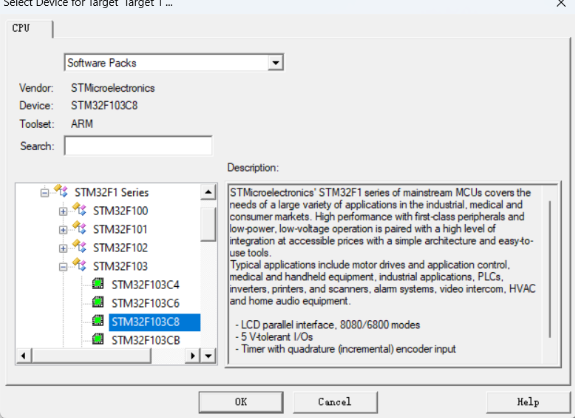 Select Device for Target 'Target 1'...
CPU
Software Packs
Vendor: STMicroelectronics
Device: STM32F103C8
Toolset: ARM
Search:
Description:
STM32F1 Series
STM32F100
STM32F101
STM32F102
STM32F103
STM32F103C4
STM32F103C6
STM32F103C8
STM32F103CB
STMicroelectronics' STM32F1 series of mainstream MCUs covers the
needs of a large variety of applications in the industrial, medical and
consumer markets. High performance with first-class peripherals and
low-power, low-voltage operation is paired with a high level of
integration at accessible prices with a simple architecture and easy-to-
use tools.
Typical applications include motor drives and application control,
medical and handheld equipment, industrial applications, PLCs,
inverters, printers, and scanners, alarm systems, video intercom, HVAC
and home audio equipment.
- LCD parallel interface, 8080/6800 modes
- 5 V-tolerant I/Os
- Timer with quadrature (incremental) encoder input
OK
Cancel
Help